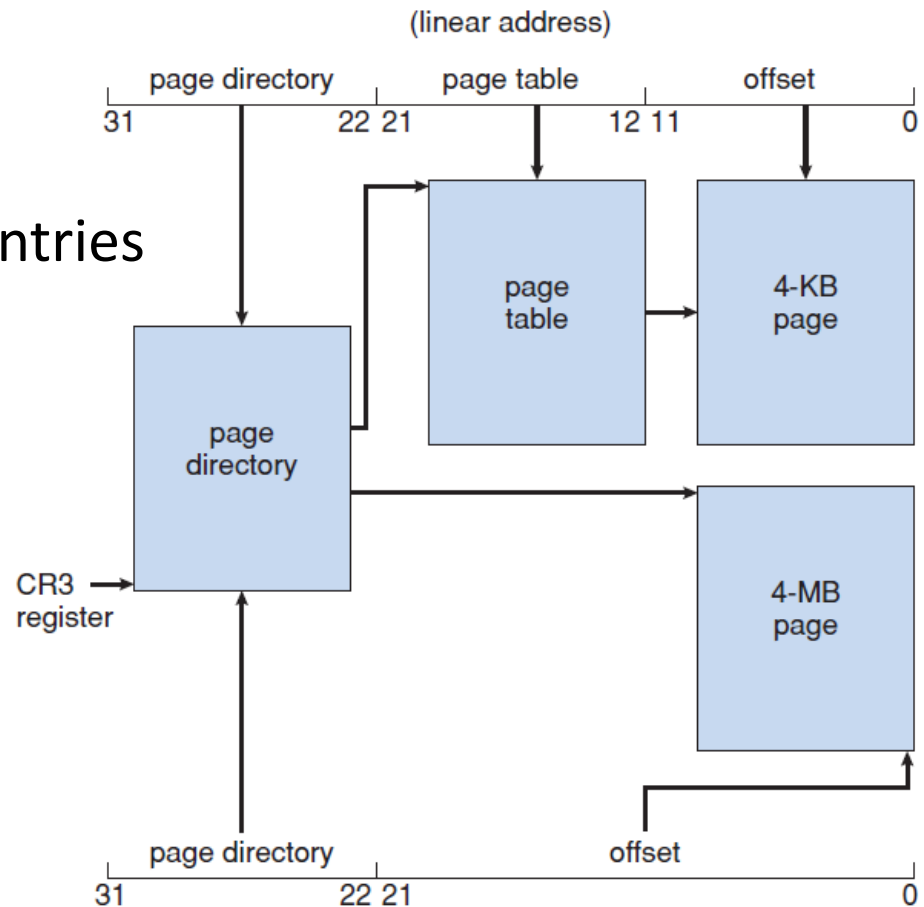 (linear address)
page directory page table offset
31 22 21 12 11 0
ntries
page
table
4-KB
page
page
directory
CR3
register
4-MB
page
page directory offset
31 22 21 0